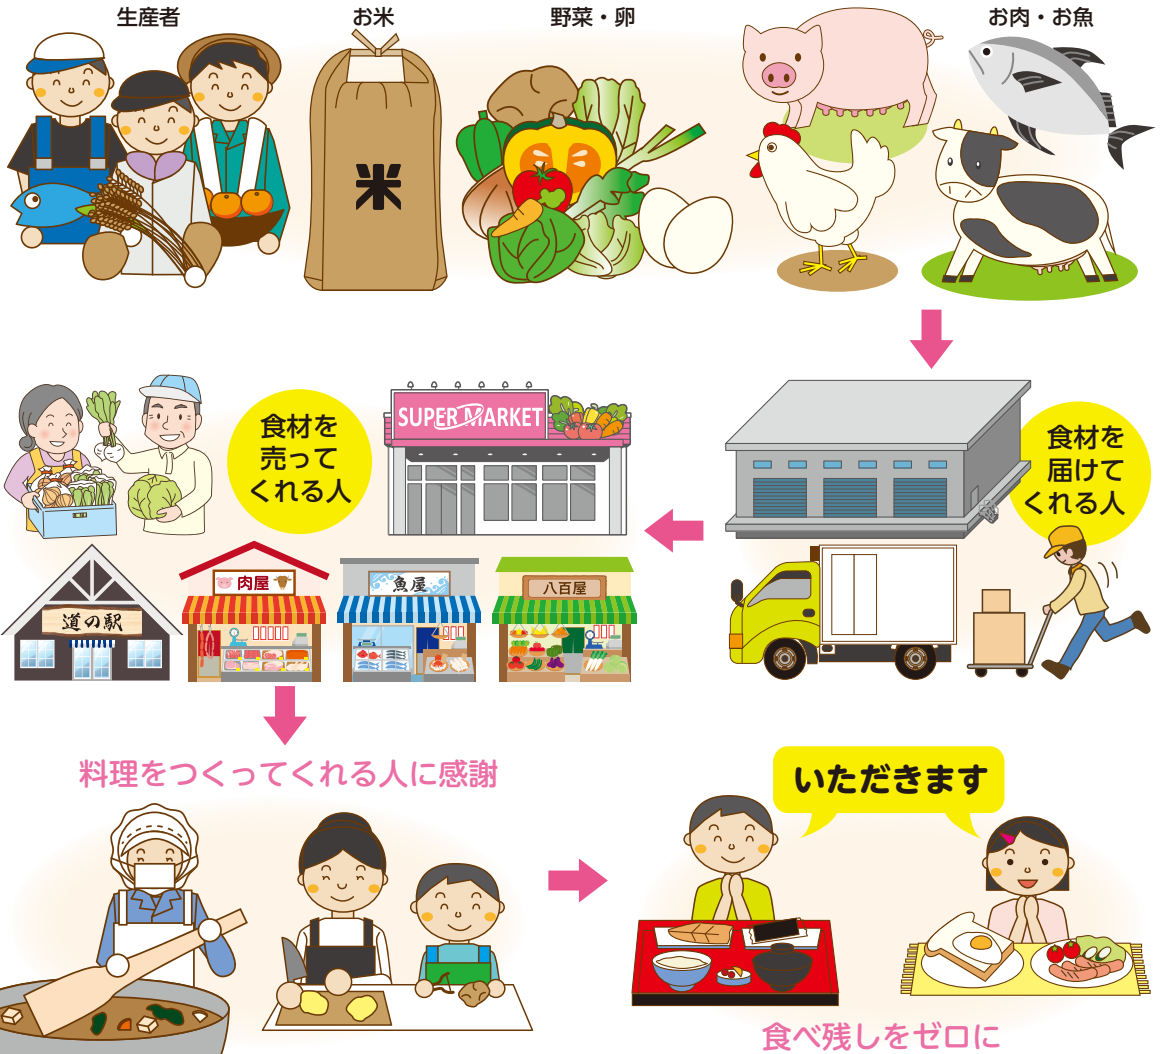 生産者
お米
野菜・卵
お肉・お魚
米
食材を
売って
くれる人
SUPER MARKET
食材を
届けて
くれる人
道の駅
肉屋
魚屋
八百屋
料理をつくってくれる人に感謝
いただきます
食べ残しをゼロに